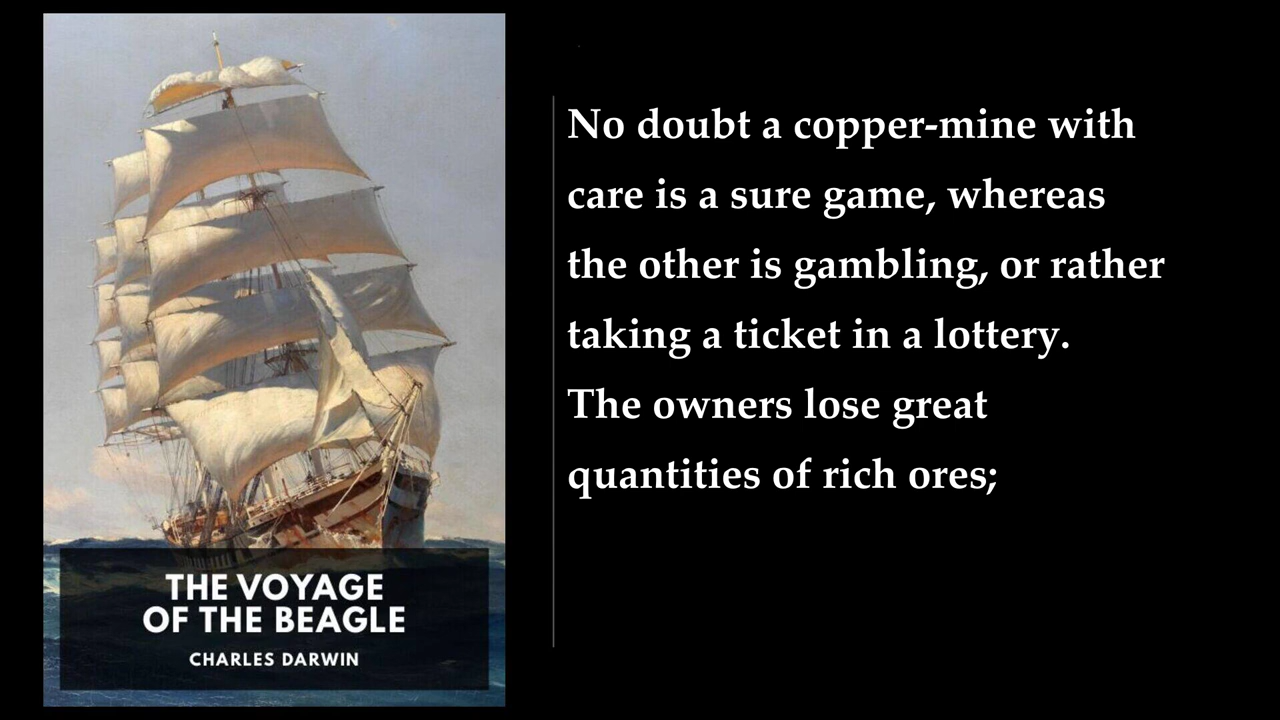 THE VOYAGE
OF THE BEAGLE
CHARLES DARWIN
No doubt a copper-mine with
care is a sure game, whereas
the other is gambling, or rather
taking a ticket in a lottery.
The owners lose great
quantities of rich ores;